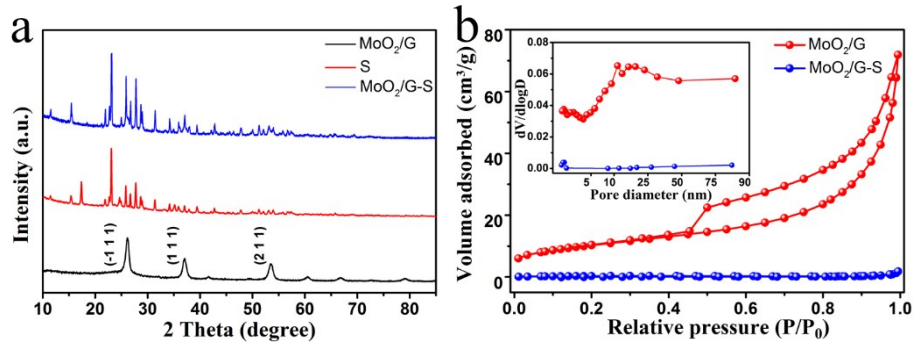 a
MoO₂/G
S
MoO₂/G-S
Intensity (a.u.)
(-1 1 1)
(1 1 1)
(2 1 1)
10 20 30 40 50 60 70 80
2 Theta (degree)
b
MoO₂/G
MoO₂/G-S
Volume adsorbed (cm³/g)
80
60
40
20
0
0.0 0.2 0.4 0.6 0.8 1.0
Relative pressure (P/P₀)
dV/dlogD
0.08
0.06
0.04
0.02
0.00
5 10 15 25 50 90
Pore diameter (nm)